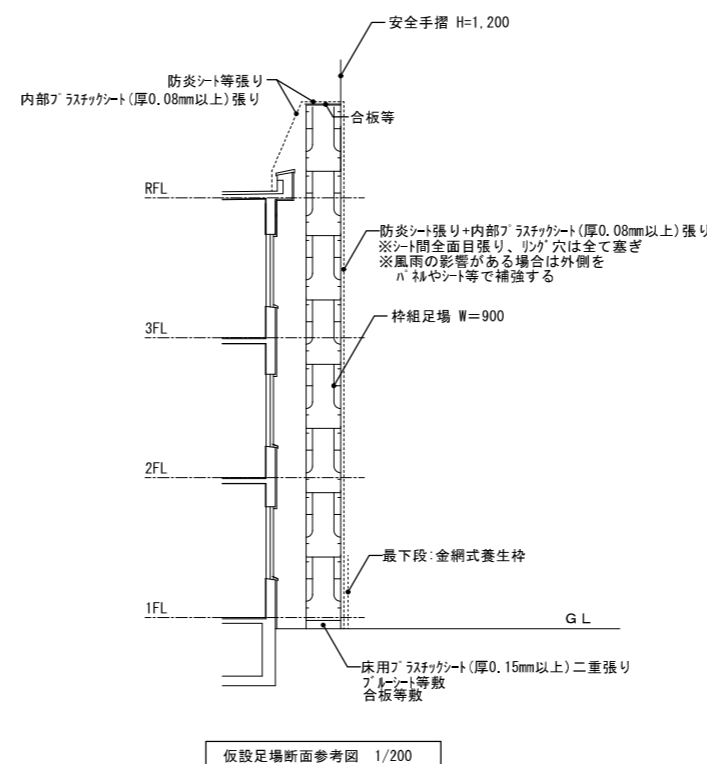 安全手摺 H=1,200
防炎ｼｰﾄ等張り
内部ﾌﾟﾗｽﾁｯｸｼｰﾄ(厚0.08mm以上)張り
合板等
RFL
防炎ｼｰﾄ張り+内部ﾌﾟﾗｽﾁｯｸｼｰﾄ(厚0.08mm以上)張り
※ｼｰﾄ間全面目張り、ﾘﾝｸﾞ穴は全て塞ぎ
※風雨の影響がある場合は外側を
ﾊﾟﾈﾙやｼｰﾄ等で補強する
枠組足場 W=900
3FL
2FL
最下段:金網式養生枠
1FL
GL
床用ﾌﾟﾗｽﾁｯｸｼｰﾄ(厚0.15mm以上)二重張り
ﾌﾞﾙｰｼｰﾄ等敷
合板等敷
仮設足場断面参考図 1/200